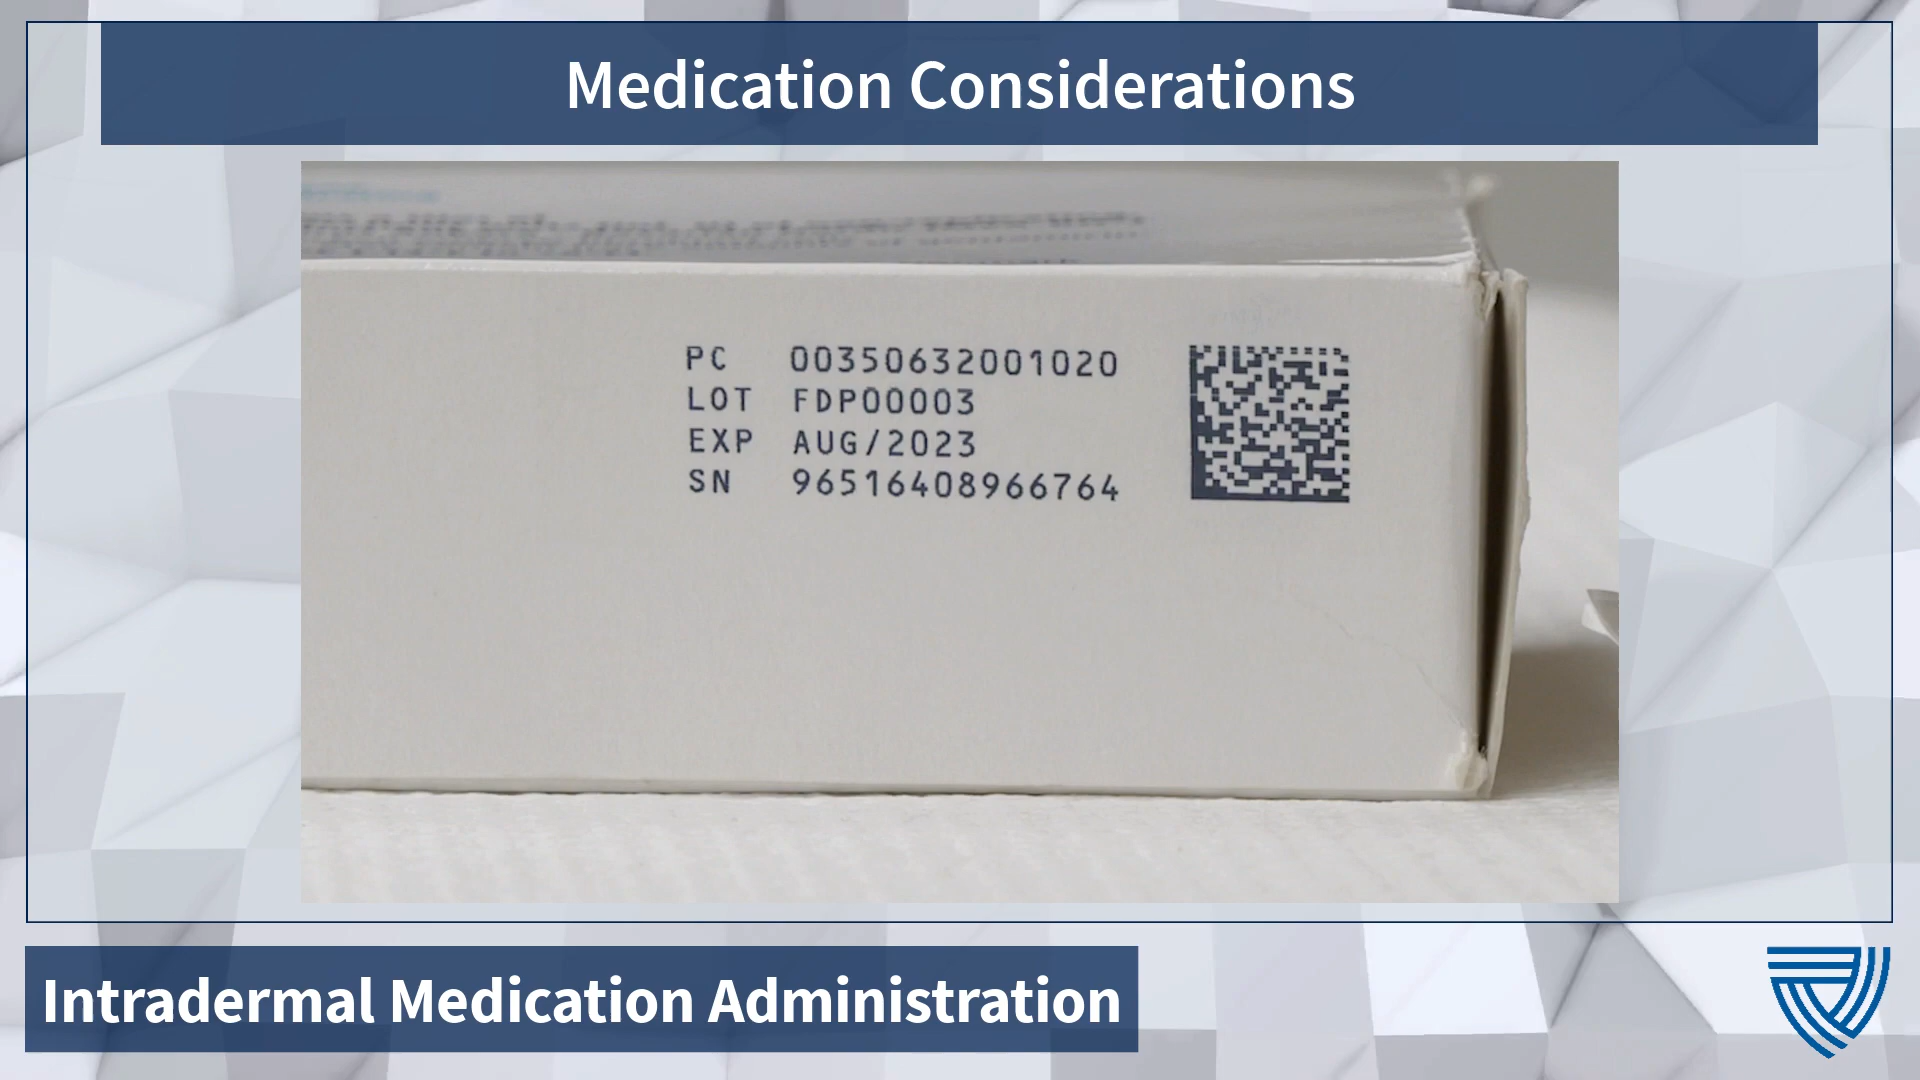 Medication Considerations
PC 00350632001020
LOT FDP00003
EXP AUG/2023
SN 96516408966764
Intradermal Medication Administration